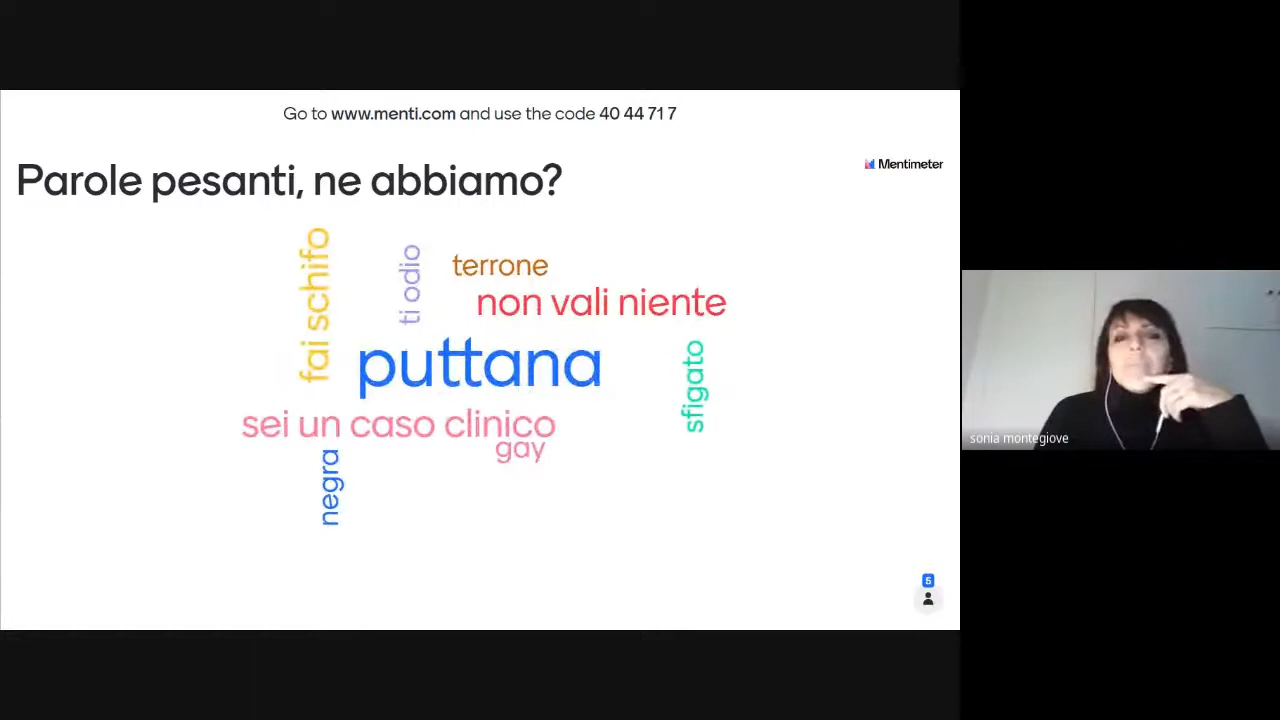 Go to www.menti.com and use the code 40 44 71 7
Mentimeter
Parole pesanti, ne abbiamo?
fai schifo
ti odio
terrone
non vali niente
puttana
sfigato
sei un caso clinico
gay
negra
sonia montegiove
5